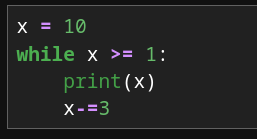 x = 10
while x >= 1:
    print(x)
    x-=3